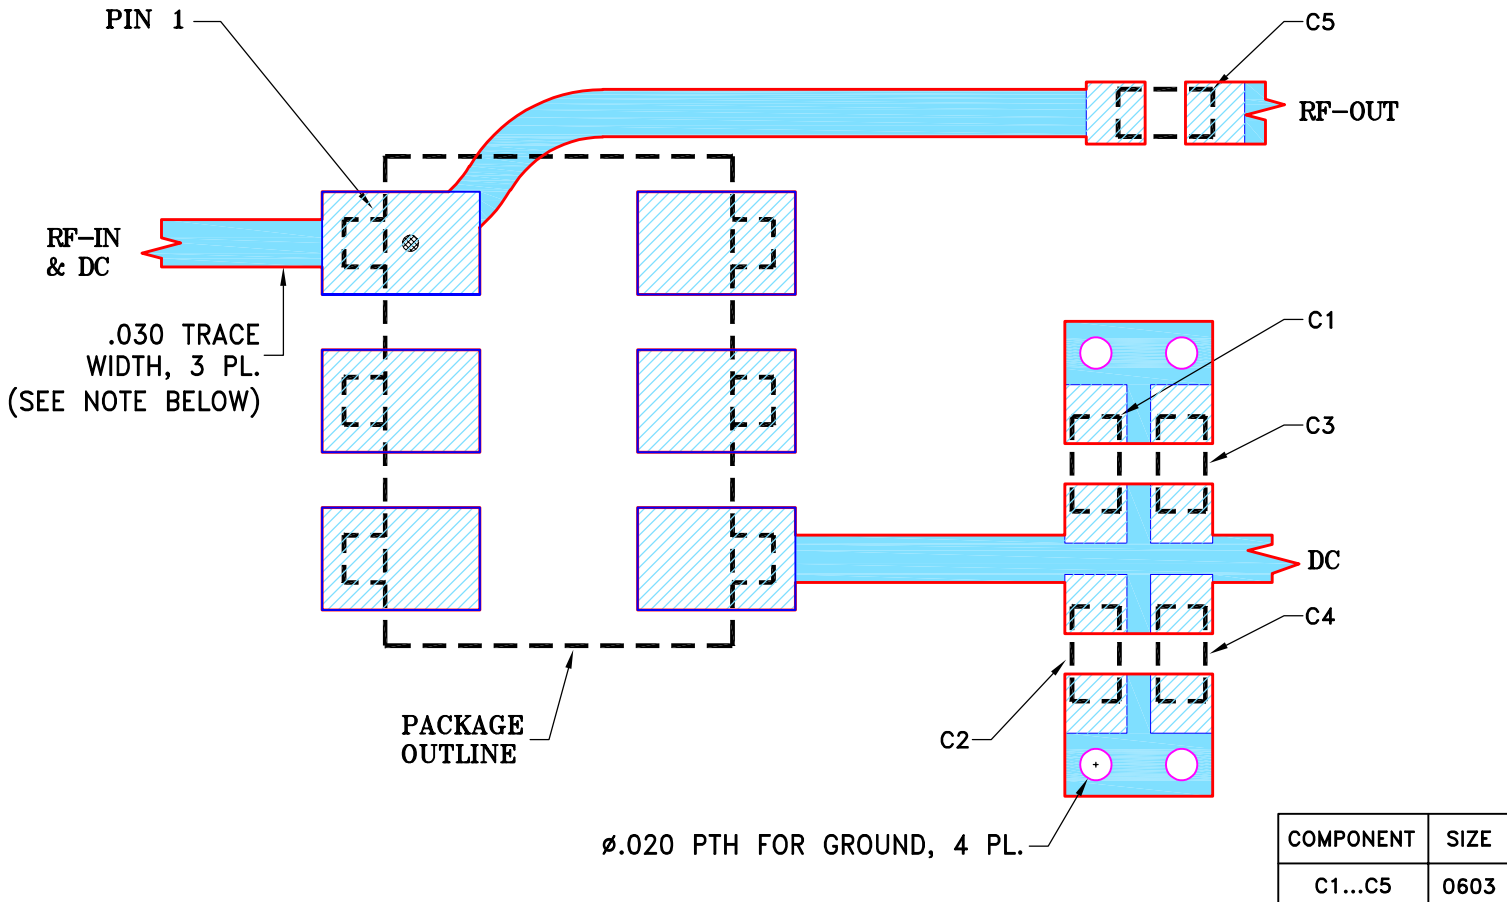 PIN 1
C5
RF-OUT
RF-IN
& DC
.030 TRACE
WIDTH, 3 PL.
(SEE NOTE BELOW)
C1
C3
DC
C4
C2
PACKAGE
OUTLINE
ø.020 PTH FOR GROUND, 4 PL.
COMPONENT SIZE
C1...C5 0603